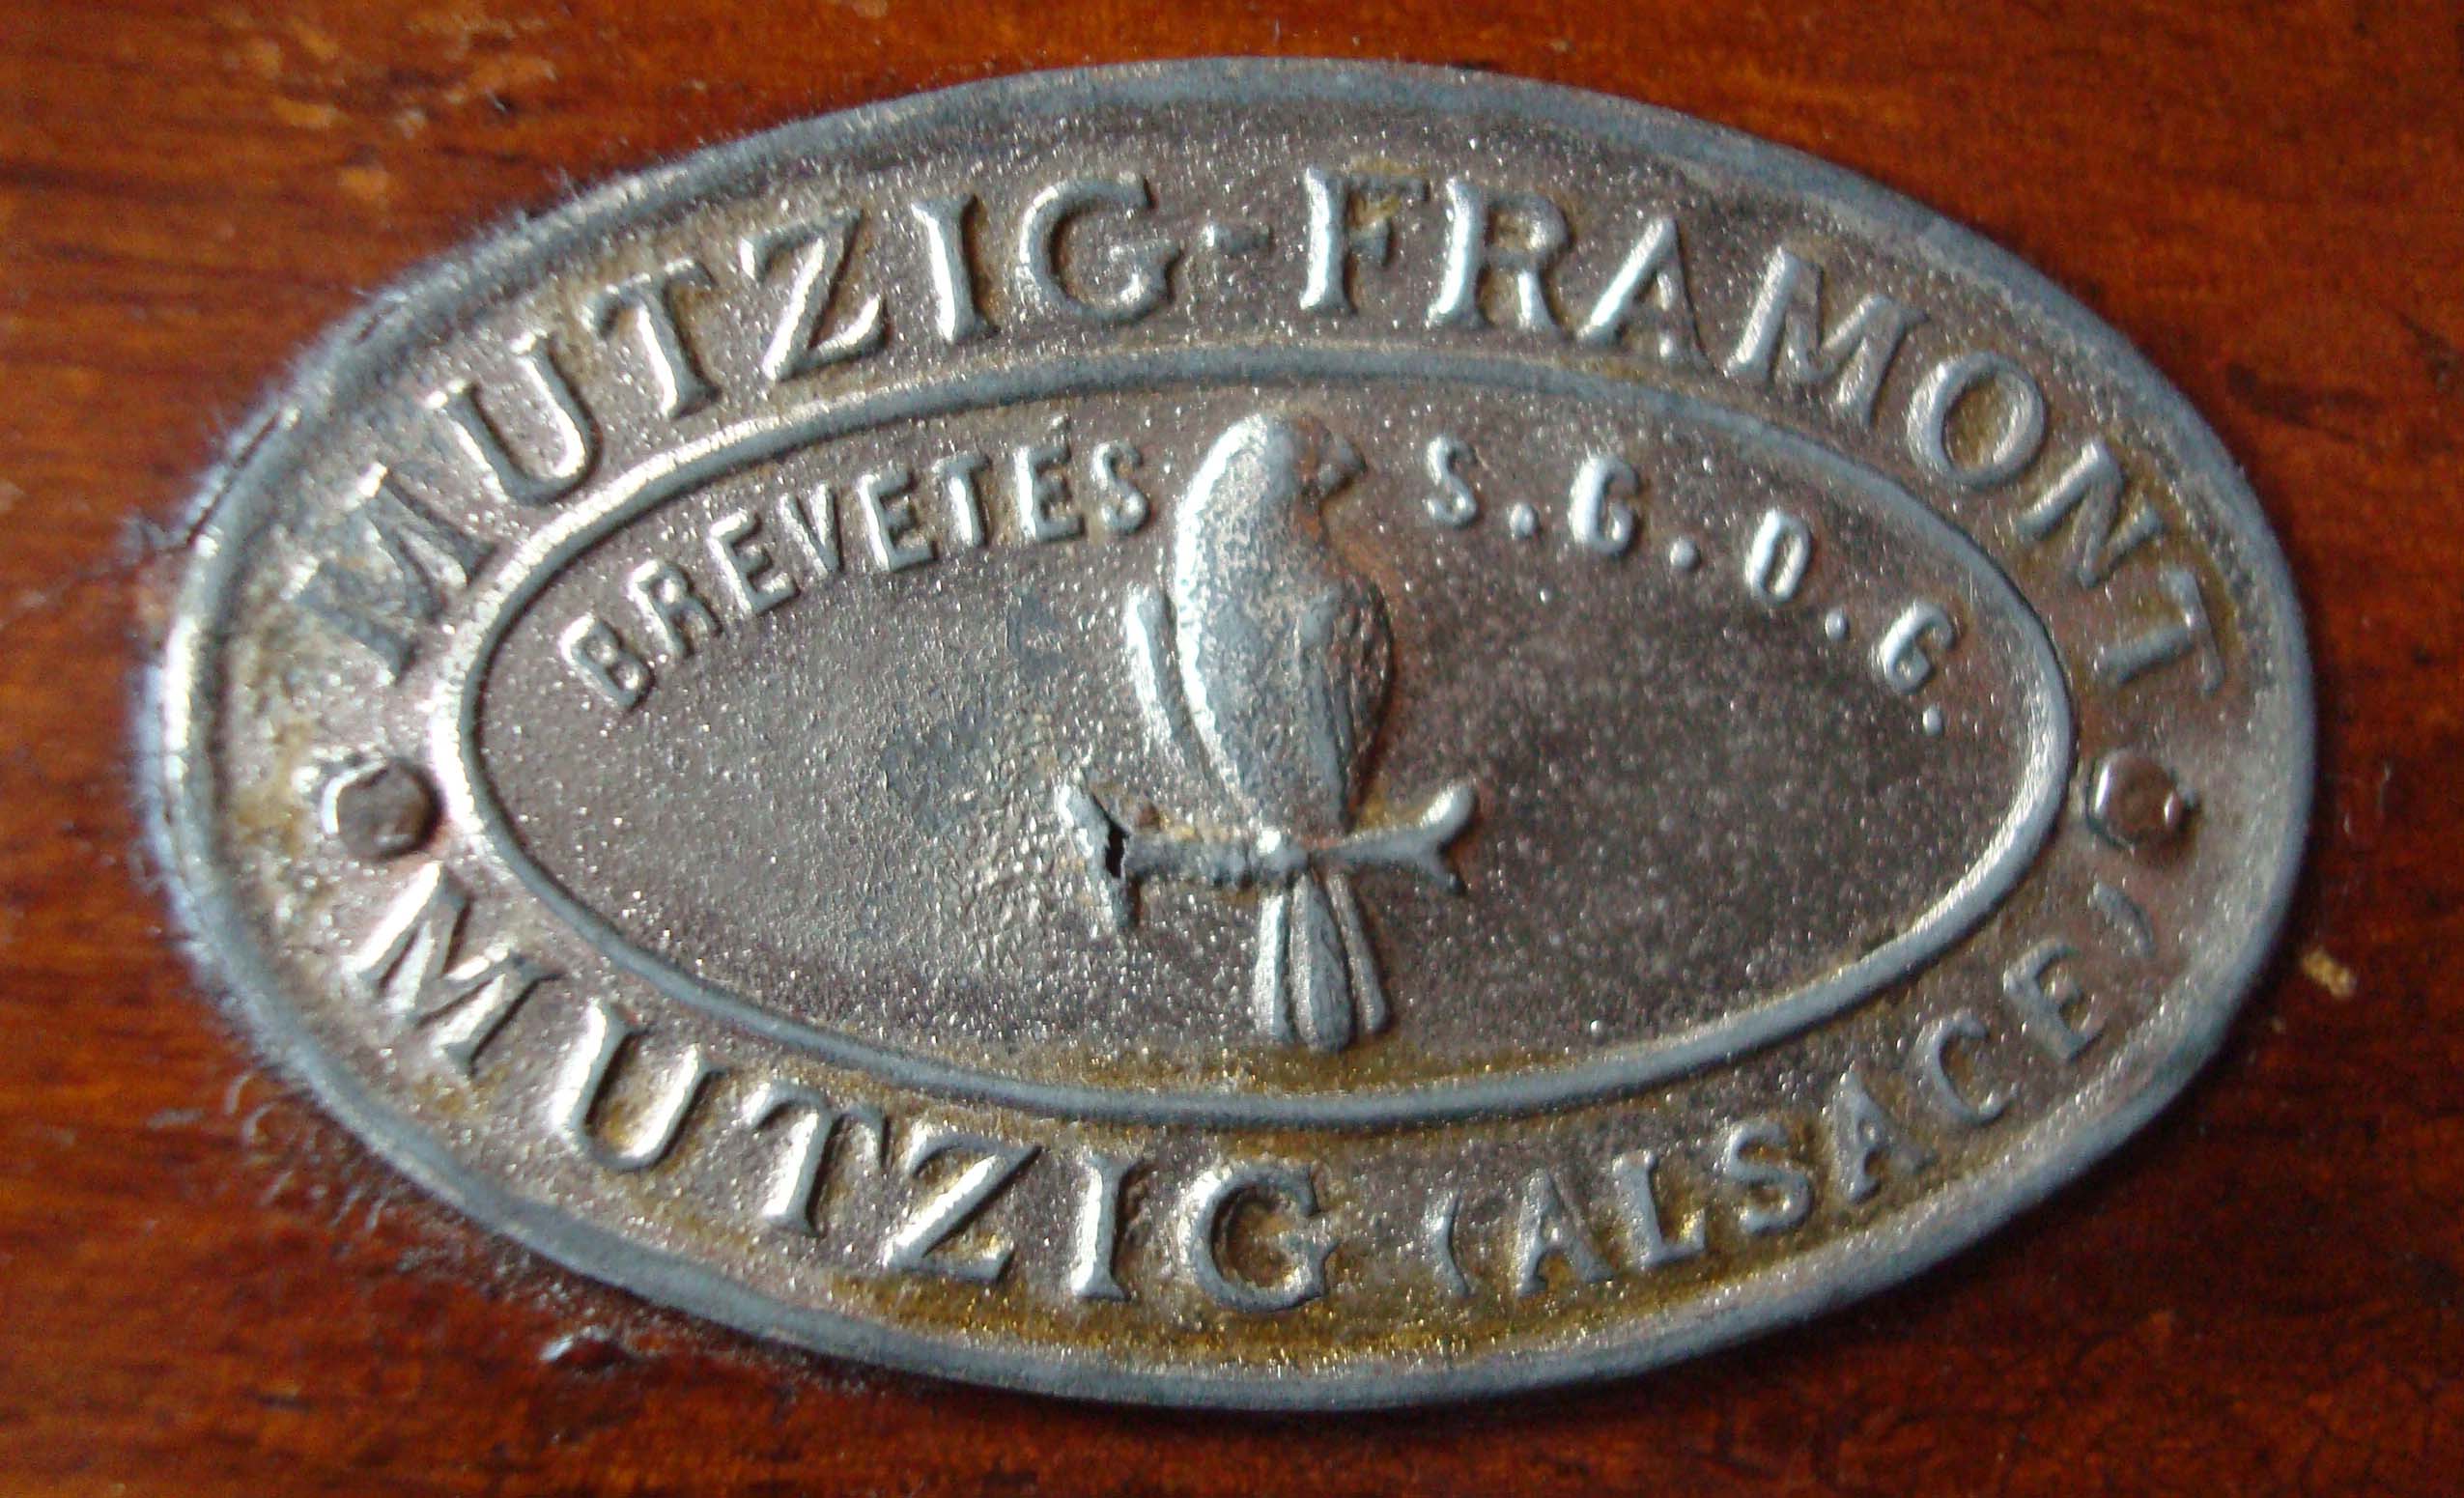 MUTZIG-FRAMONT
BREVETÉS S.G.D.G.
MUTZIG (ALSACE)